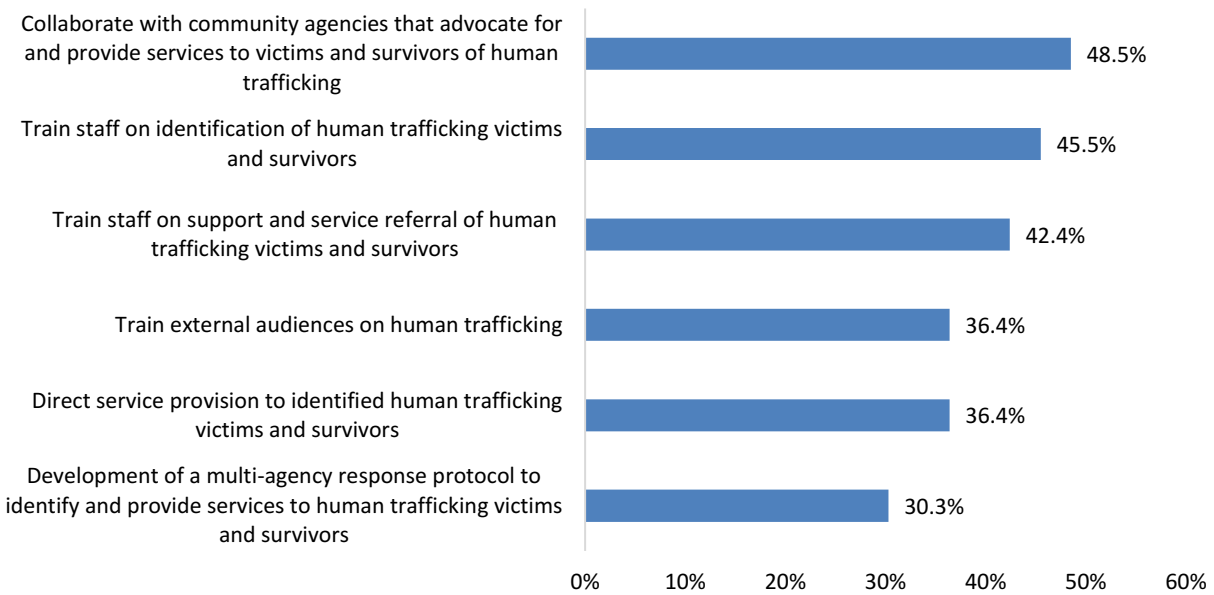 Collaborate with community agencies that advocate for
and provide services to victims and survivors of human
trafficking
48.5%
Train staff on identification of human trafficking victims
and survivors
45.5%
Train staff on support and service referral of human
trafficking victims and survivors
42.4%
Train external audiences on human trafficking
36.4%
Direct service provision to identified human trafficking
victims and survivors
36.4%
Development of a multi-agency response protocol to
identify and provide services to human trafficking victims
and survivors
30.3%
0% 10% 20% 30% 40% 50% 60%